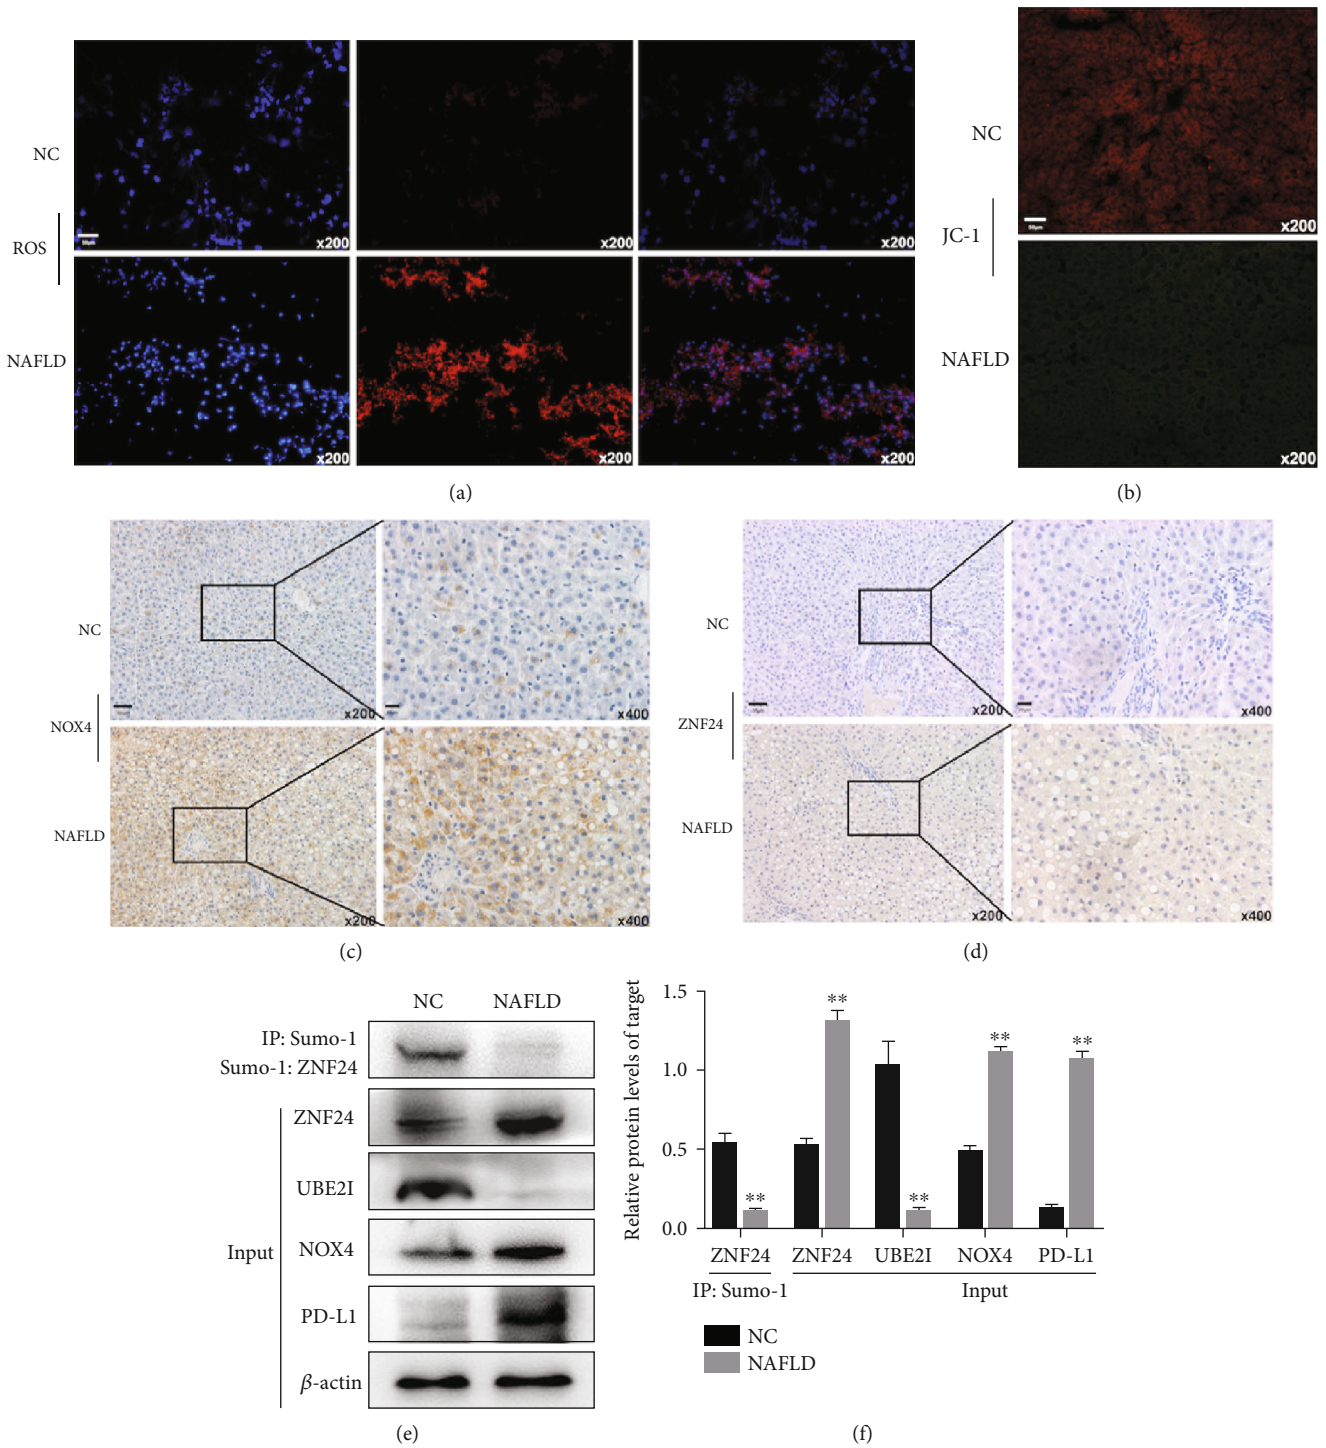 NC
ROS
NAFLD
x200
x200
x200
x200
x200
x200
50μm
(a)
NC
JC-1
NAFLD
50μm
x200
x200
(b)
NC
NOX4
NAFLD
x200
x400
x200
x400
(c)
NC
ZNF24
NAFLD
x200
x400
x200
x400
(d)
NC NAFLD
IP: Sumo-1
Sumo-1: ZNF24
ZNF24
UBE2I
Input
NOX4
PD-L1
β-actin
(e)
Relative protein levels of target
1.5
1.0
0.5
0.0
** ** ** ** **
ZNF24 ZNF24 UBE2I NOX4 PD-L1
IP: Sumo-1 Input
NC
NAFLD
(f)